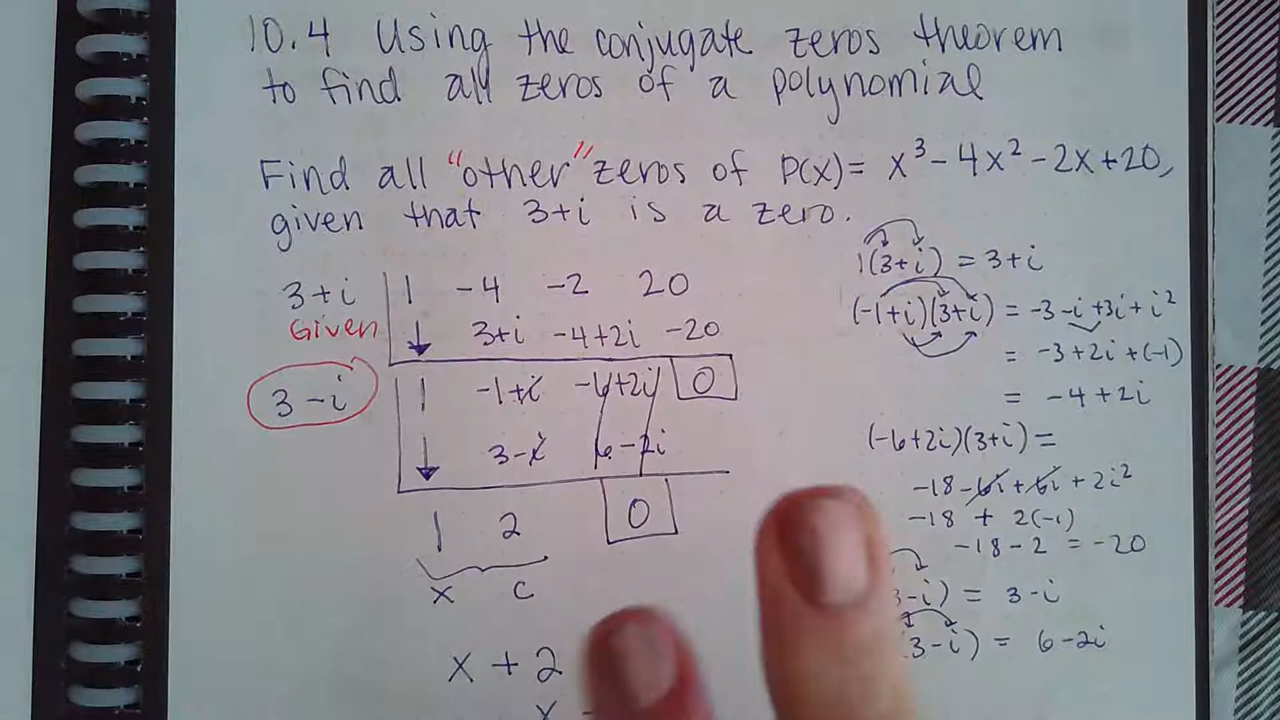 10.4 Using the conjugate zeros theorem
to find all zeros of a polynomial
Find all "other" zeros of P(x) = x³ - 4x² - 2x + 20,
given that 3+i is a zero.
3+i | 1 -4 -2 20
Given ↓ 3+i -4+2i -20
3-i | 1 -1+i -6+2i 0
↓ 3-i 6-2i
1 2 0
x c
x + 2
x
1(3+i) = 3+i
(-1+i)(3+i) = -3 -i +3i + i²
= -3+2i+(-1)
= -4+2i
(-6+2i)(3+i) =
-18 -6i + 6i + 2i²
-18 + 2(-1)
-18 - 2 = -20
3-i) = 3-i
(3-i) = 6-2i